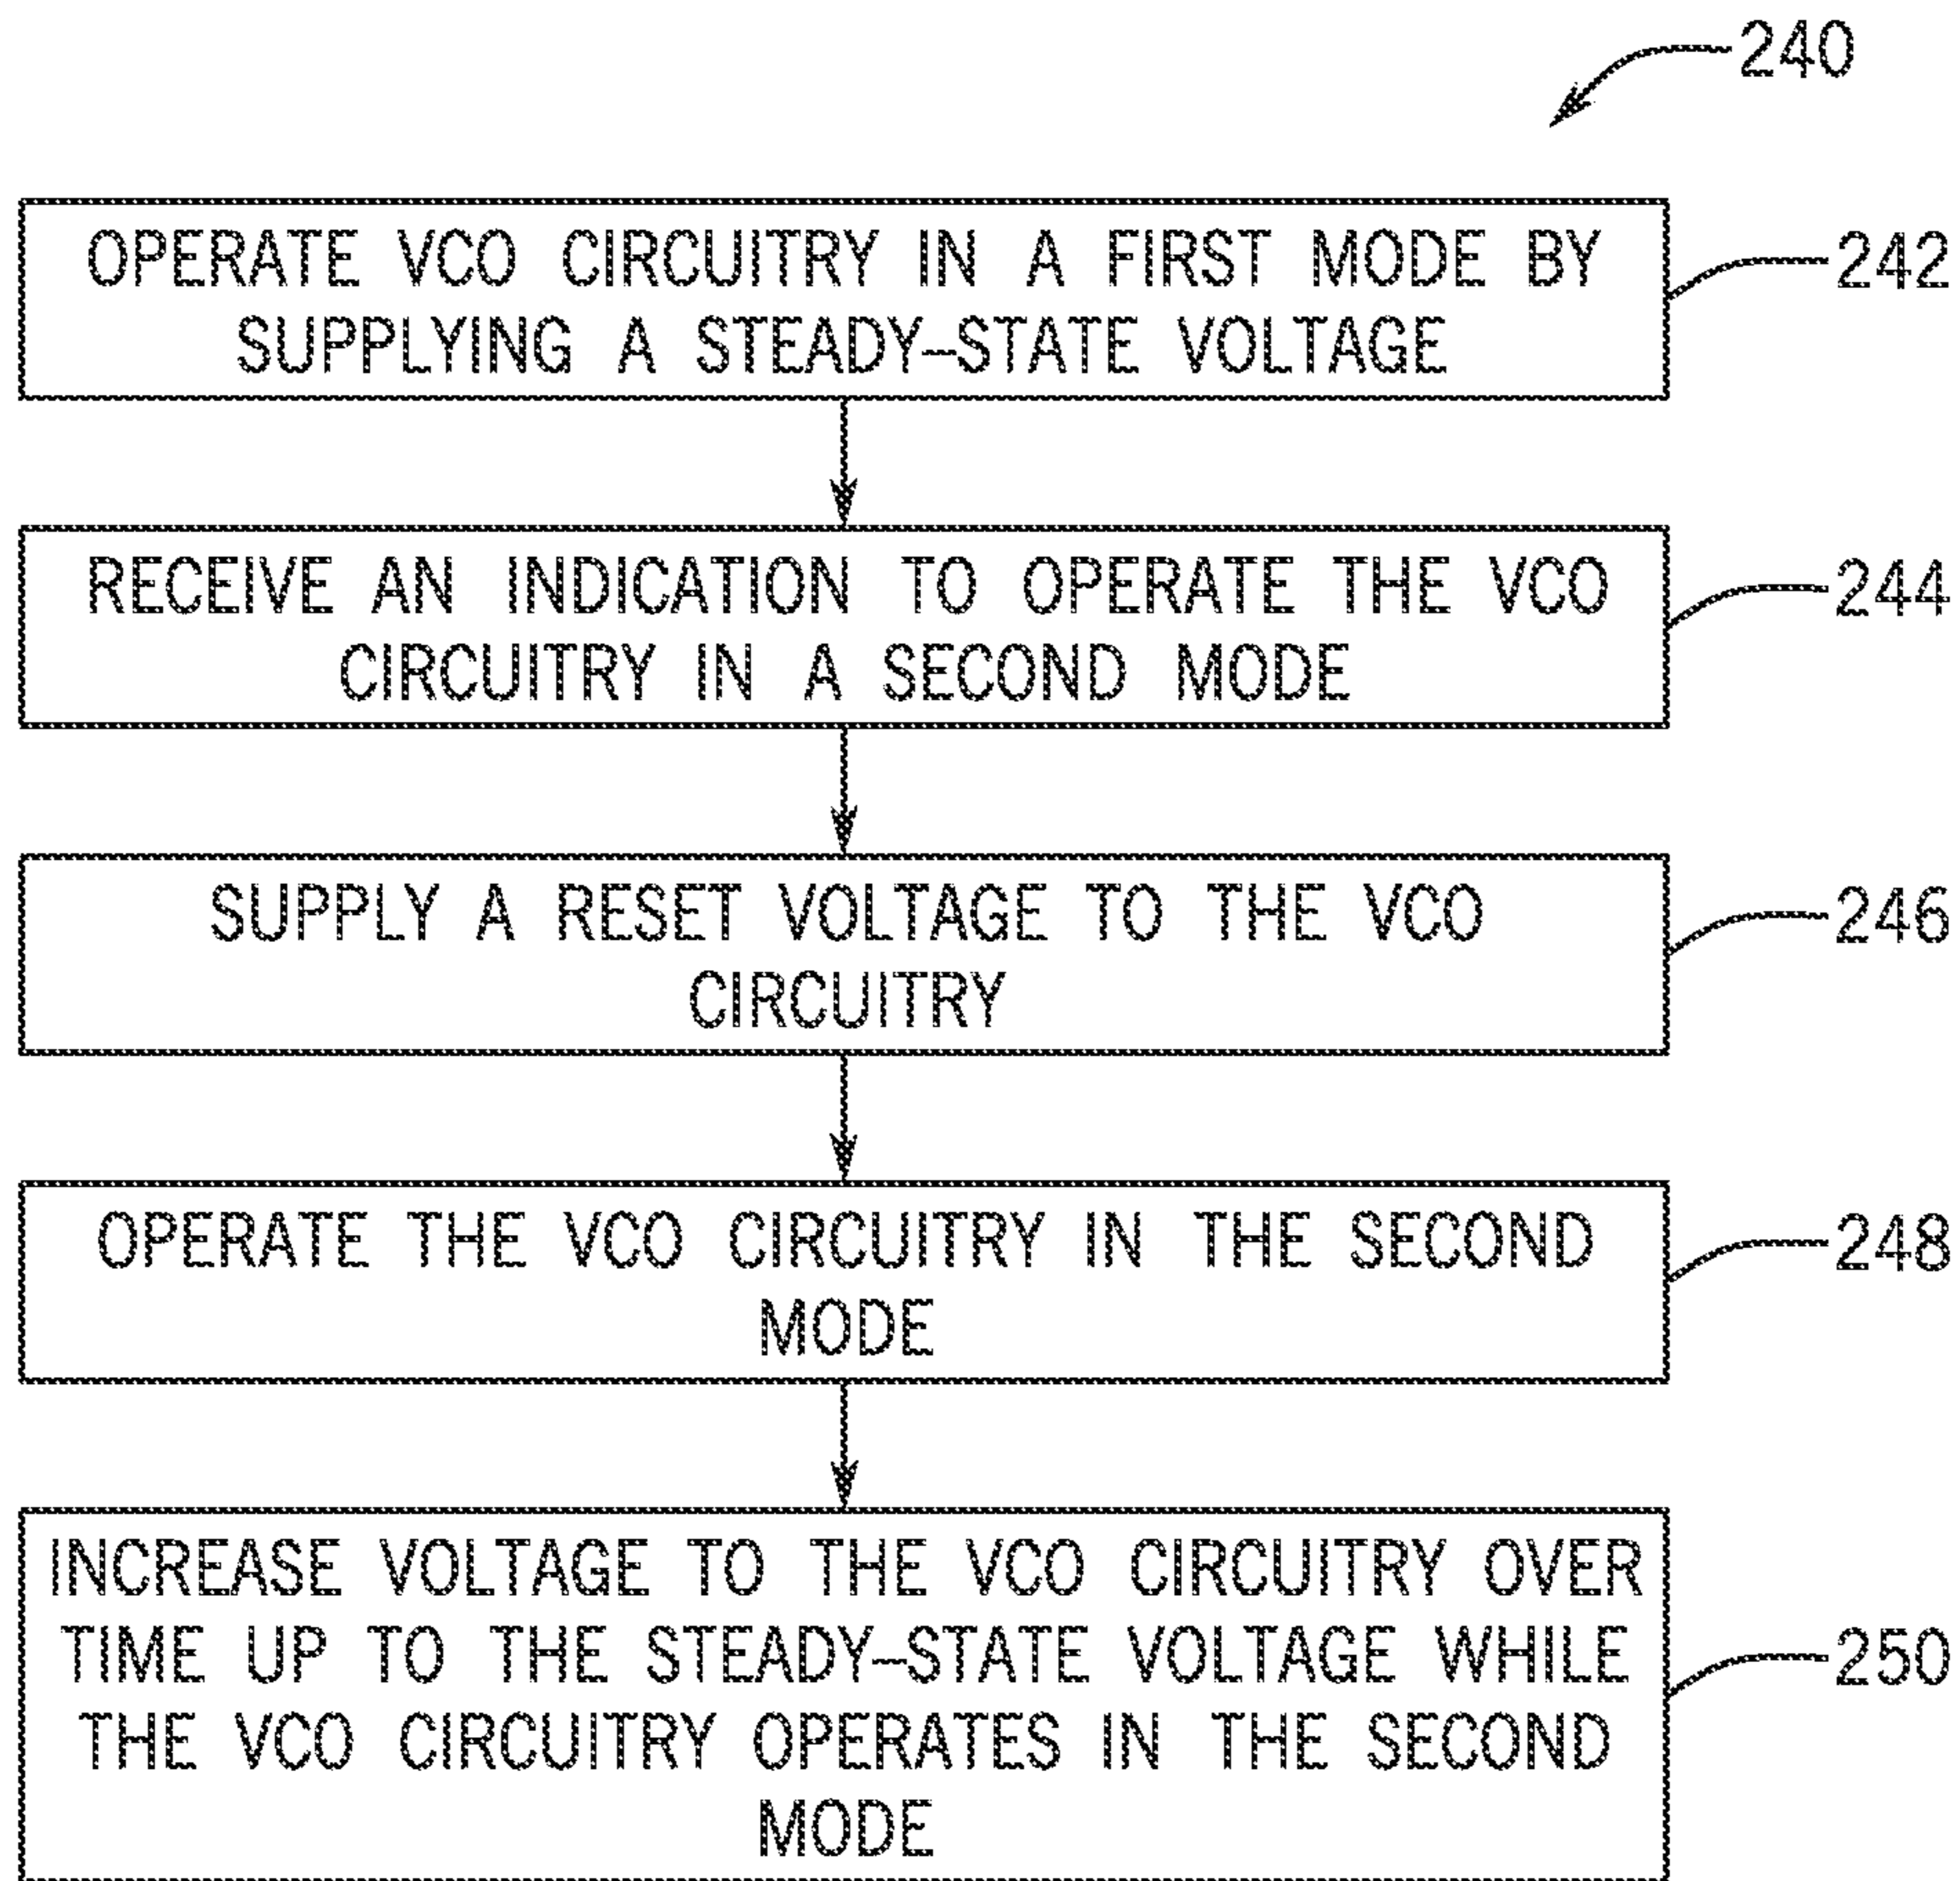 240
OPERATE VCO CIRCUITRY IN A FIRST MODE BY
SUPPLYING A STEADY–STATE VOLTAGE
242
RECEIVE AN INDICATION TO OPERATE THE VCO
CIRCUITRY IN A SECOND MODE
244
SUPPLY A RESET VOLTAGE TO THE VCO
CIRCUITRY
246
OPERATE THE VCO CIRCUITRY IN THE SECOND
MODE
248
INCREASE VOLTAGE TO THE VCO CIRCUITRY OVER
TIME UP TO THE STEADY–STATE VOLTAGE WHILE
THE VCO CIRCUITRY OPERATES IN THE SECOND
MODE
250